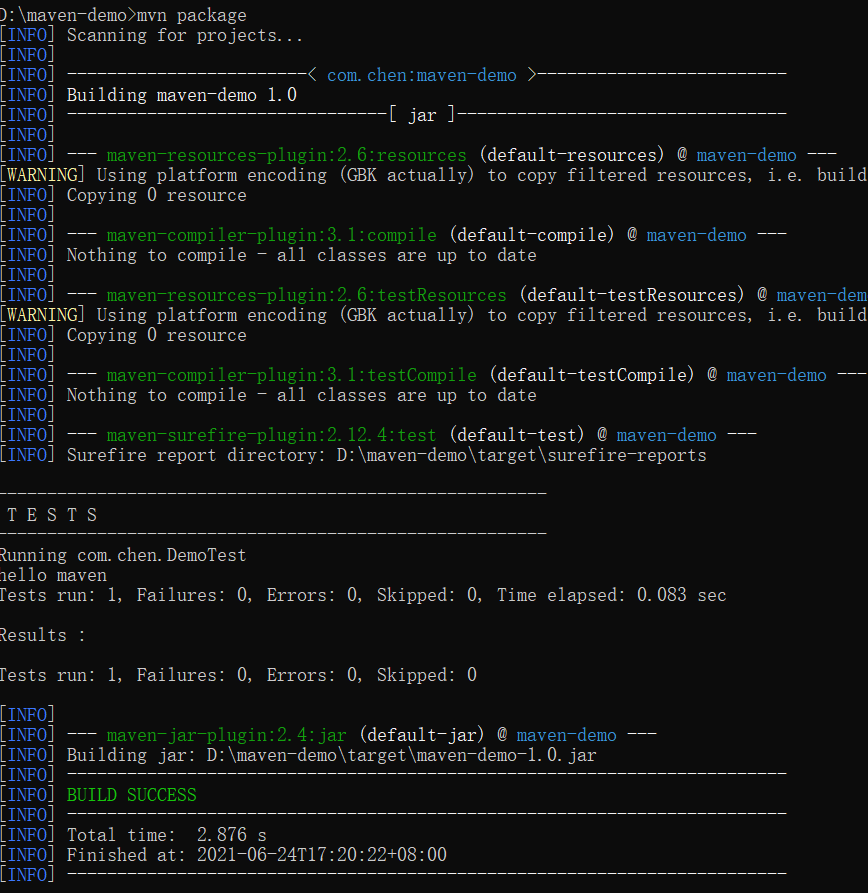 D:\maven-demo>mvn package
[INFO] Scanning for projects...
[INFO]
[INFO] ------------------------< com.chen:maven-demo >-------------------------
[INFO] Building maven-demo 1.0
[INFO] --------------------------------[ jar ]---------------------------------
[INFO]
[INFO] --- maven-resources-plugin:2.6:resources (default-resources) @ maven-demo ---
[WARNING] Using platform encoding (GBK actually) to copy filtered resources, i.e. build
[INFO] Copying 0 resource
[INFO]
[INFO] --- maven-compiler-plugin:3.1:compile (default-compile) @ maven-demo ---
[INFO] Nothing to compile - all classes are up to date
[INFO]
[INFO] --- maven-resources-plugin:2.6:testResources (default-testResources) @ maven-dem
[WARNING] Using platform encoding (GBK actually) to copy filtered resources, i.e. build
[INFO] Copying 0 resource
[INFO]
[INFO] --- maven-compiler-plugin:3.1:testCompile (default-testCompile) @ maven-demo ---
[INFO] Nothing to compile - all classes are up to date
[INFO]
[INFO] --- maven-surefire-plugin:2.12.4:test (default-test) @ maven-demo ---
[INFO] Surefire report directory: D:\maven-demo\target\surefire-reports
-------------------------------------------------------
T E S T S
-------------------------------------------------------
Running com.chen.DemoTest
hello maven
Tests run: 1, Failures: 0, Errors: 0, Skipped: 0, Time elapsed: 0.083 sec
Results :
Tests run: 1, Failures: 0, Errors: 0, Skipped: 0
[INFO]
[INFO] --- maven-jar-plugin:2.4:jar (default-jar) @ maven-demo ---
[INFO] Building jar: D:\maven-demo\target\maven-demo-1.0.jar
[INFO] ------------------------------------------------------------------------
[INFO] BUILD SUCCESS
[INFO] ------------------------------------------------------------------------
[INFO] Total time:  2.876 s
[INFO] Finished at: 2021-06-24T17:20:22+08:00
[INFO] ------------------------------------------------------------------------